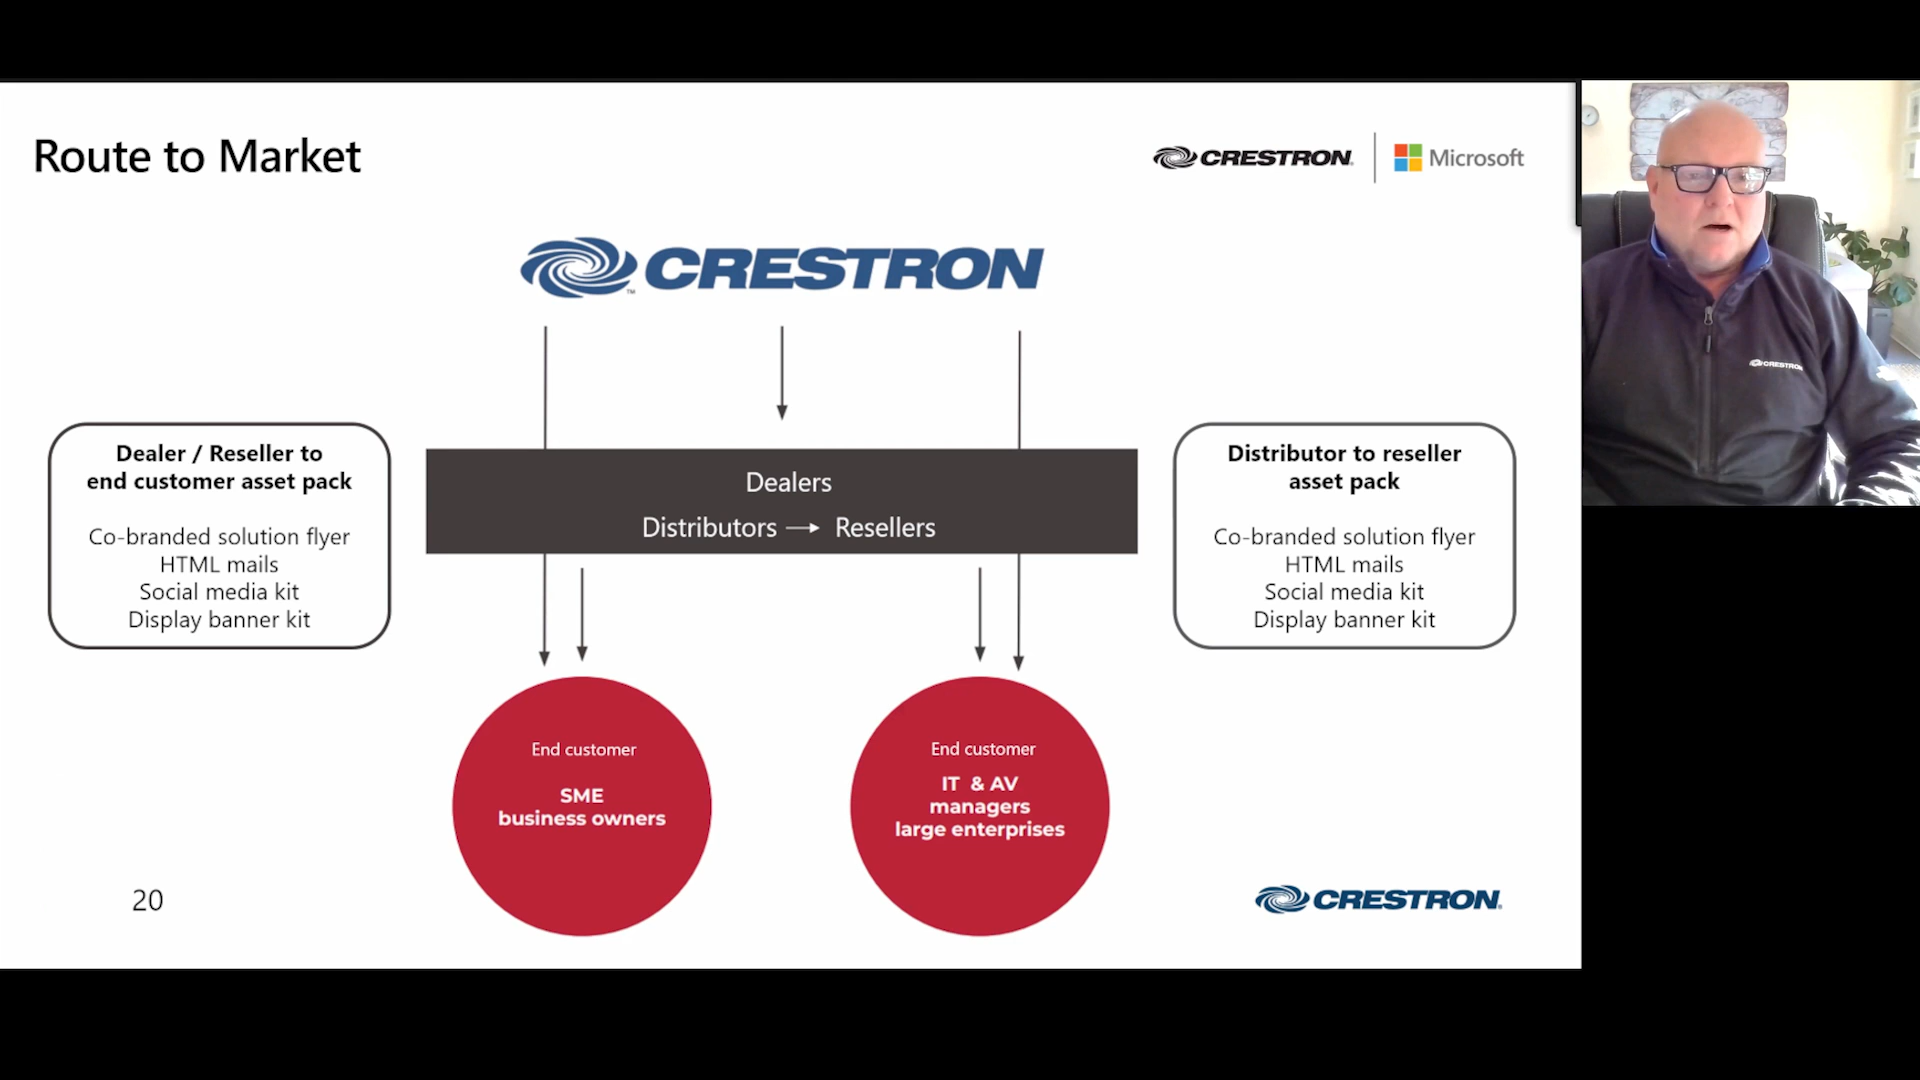 Route to Market
CRESTRON
Microsoft
CRESTRON
TM
Dealer / Reseller to
end customer asset pack
Co-branded solution flyer
HTML mails
Social media kit
Display banner kit
Dealers
Distributors → Resellers
Distributor to reseller
asset pack
Co-branded solution flyer
HTML mails
Social media kit
Display banner kit
End customer
SME
business owners
End customer
IT & AV
managers
large enterprises
20
CRESTRON
CRESTRON